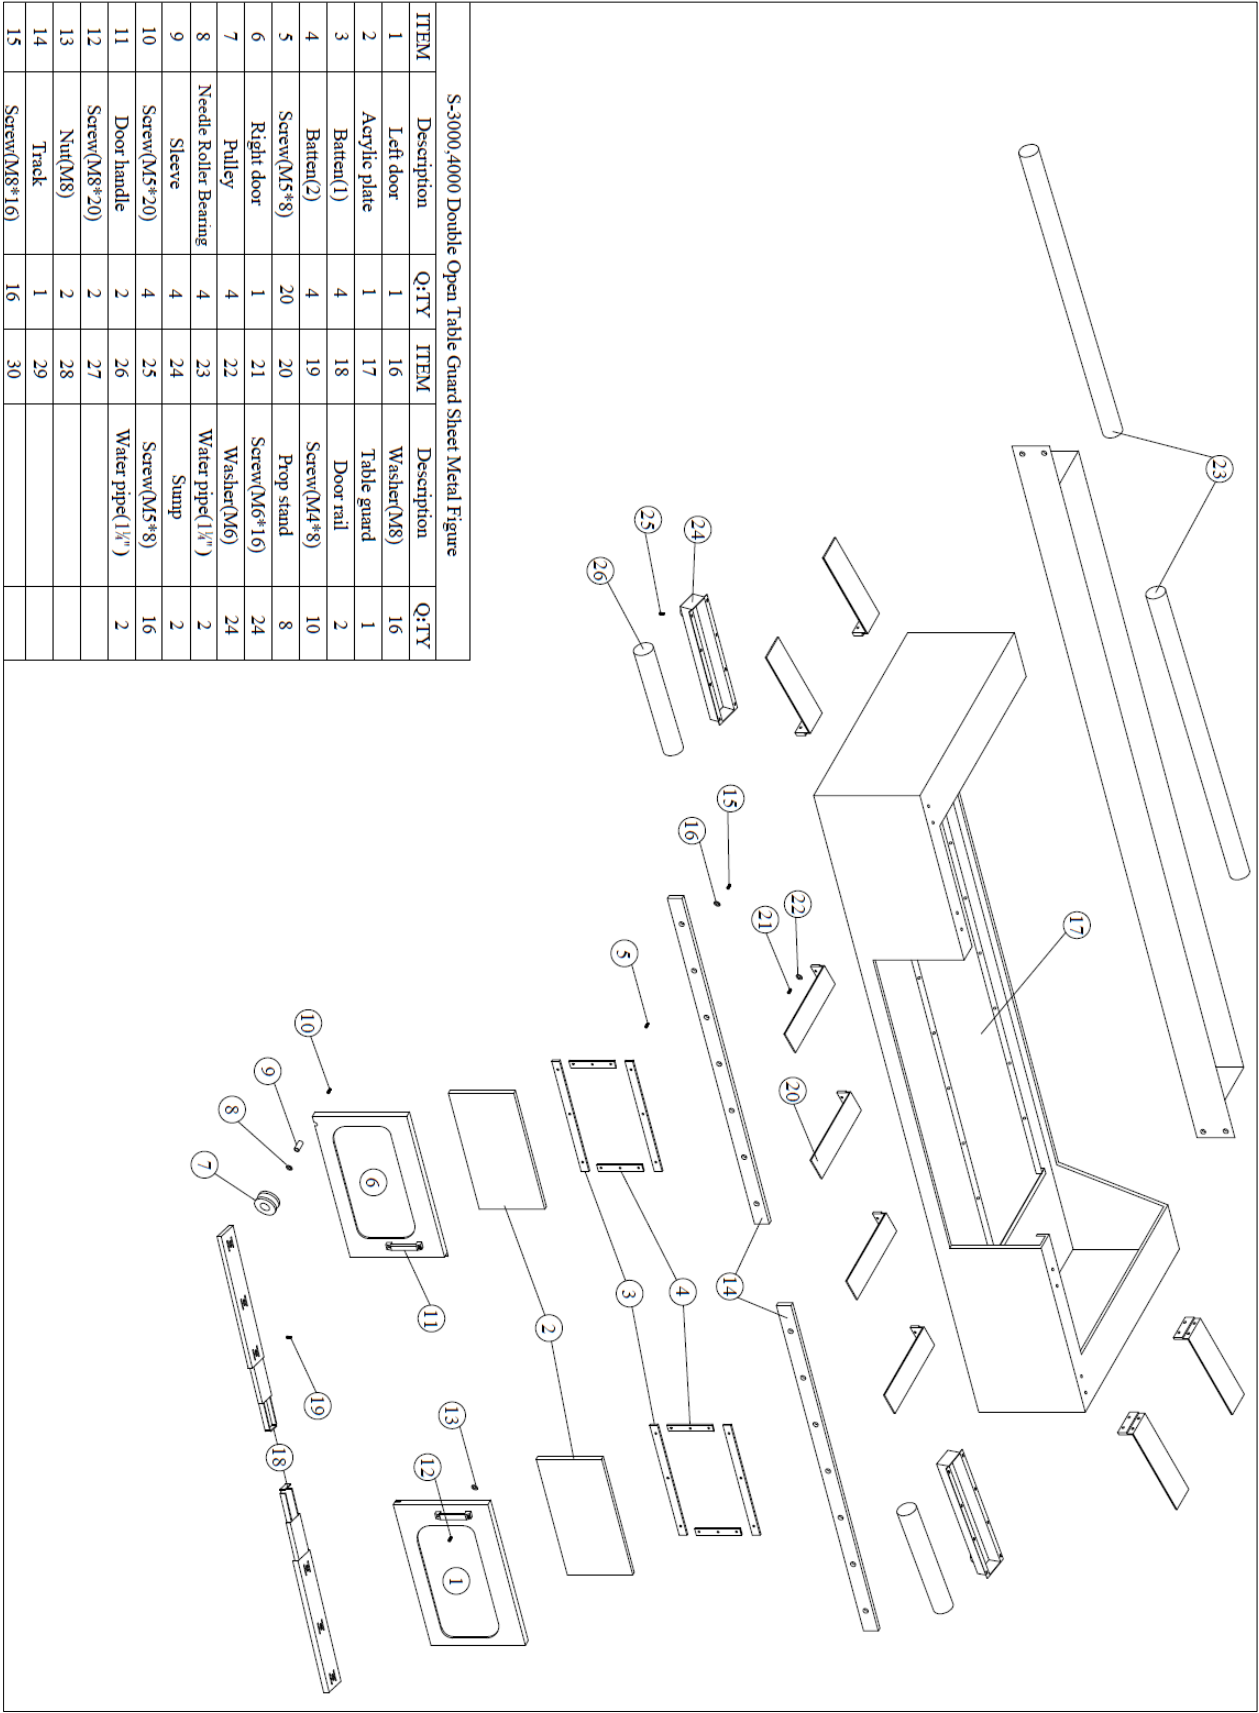 S-3000,4000 Double Open Table Guard Sheet Metal Figure
ITEM Description Q:TY ITEM Description Q:TY
1 Left door 1 16 Washer(M8) 16
2 Acrylic plate 1 17 Table guard 1
3 Batten(1) 4 18 Door rail 2
4 Batten(2) 4 19 Screw(M4*8) 10
5 Screw(M5*8) 20 20 Prop stand 8
6 Right door 1 21 Screw(M6*16) 24
7 Pulley 4 22 Washer(M6) 24
8 Needle Roller Bearing 4 23 Water pipe(1¼") 2
9 Sleeve 4 24 Sump 2
10 Screw(M5*20) 4 25 Screw(M5*8) 16
11 Door handle 2 26 Water pipe(1¼") 2
12 Screw(M8*20) 2 27
13 Nut(M8) 2 28
14 Track 1 29
15 Screw(M8*16) 16 30
23
17
24
25
26
15
16
22
21
20
5
14
4
3
2
10
9
8
7
6
11
19
18
13
12
1